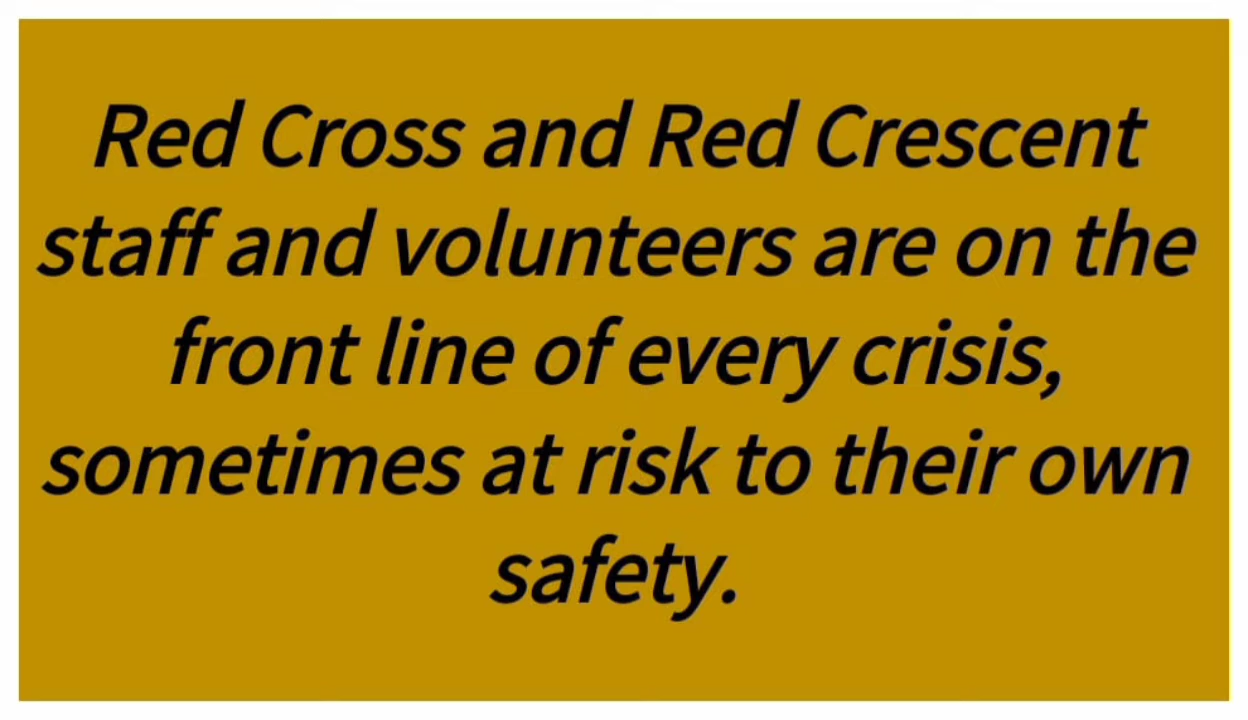 Red Cross and Red Crescent
staff and volunteers are on the
front line of every crisis,
sometimes at risk to their own
safety.